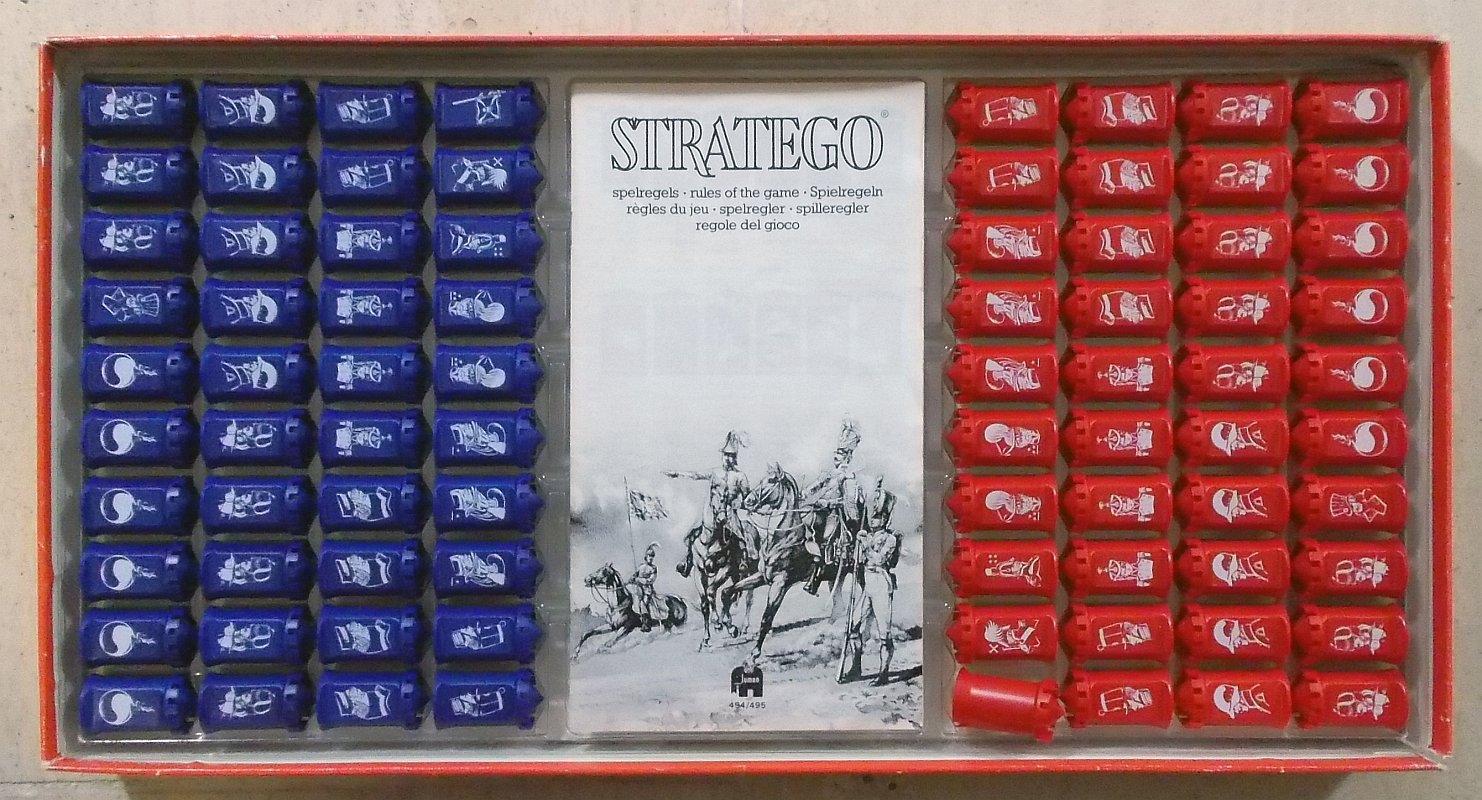 STRATEGO®
spelregels · rules of the game · Spielregeln
règles du jeu · spelregler · spilleregler
regole del gioco
Jumbo
494/495